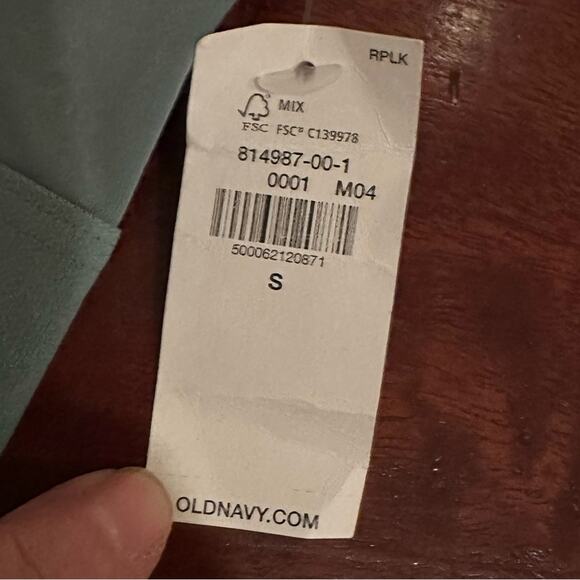 RPLK
MIX
FSC FSC® C139978
814987-00-1
0001 M04
500062120871
S
OLDNAVY.COM